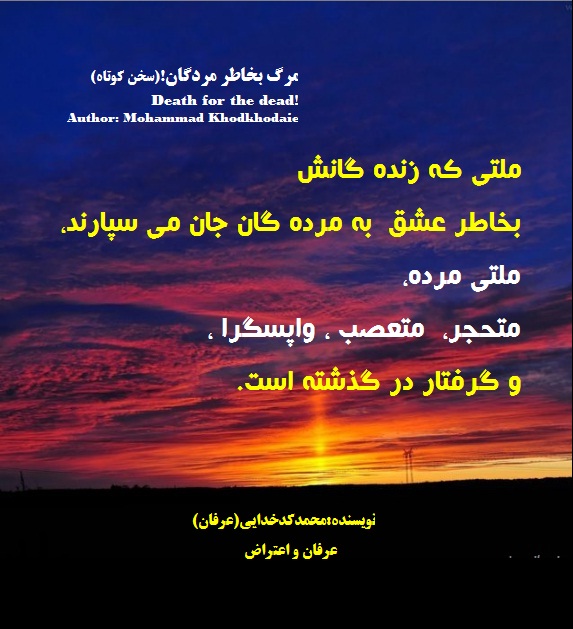 مرگ بخاطر مردگان!(سخن کوتاه)
Death for the dead!
Author: Mohammad Khodkhodaie
ملتی که زنده گانش
بخاطر عشق به مرده گان جان می سپارند،
ملتی مرده،
متحجر، متعصب ، واپسگرا ،
و گرفتار در گذشته است.
نویسنده:محمدکدخدایی(عرفان)
عرفان و اعتراض